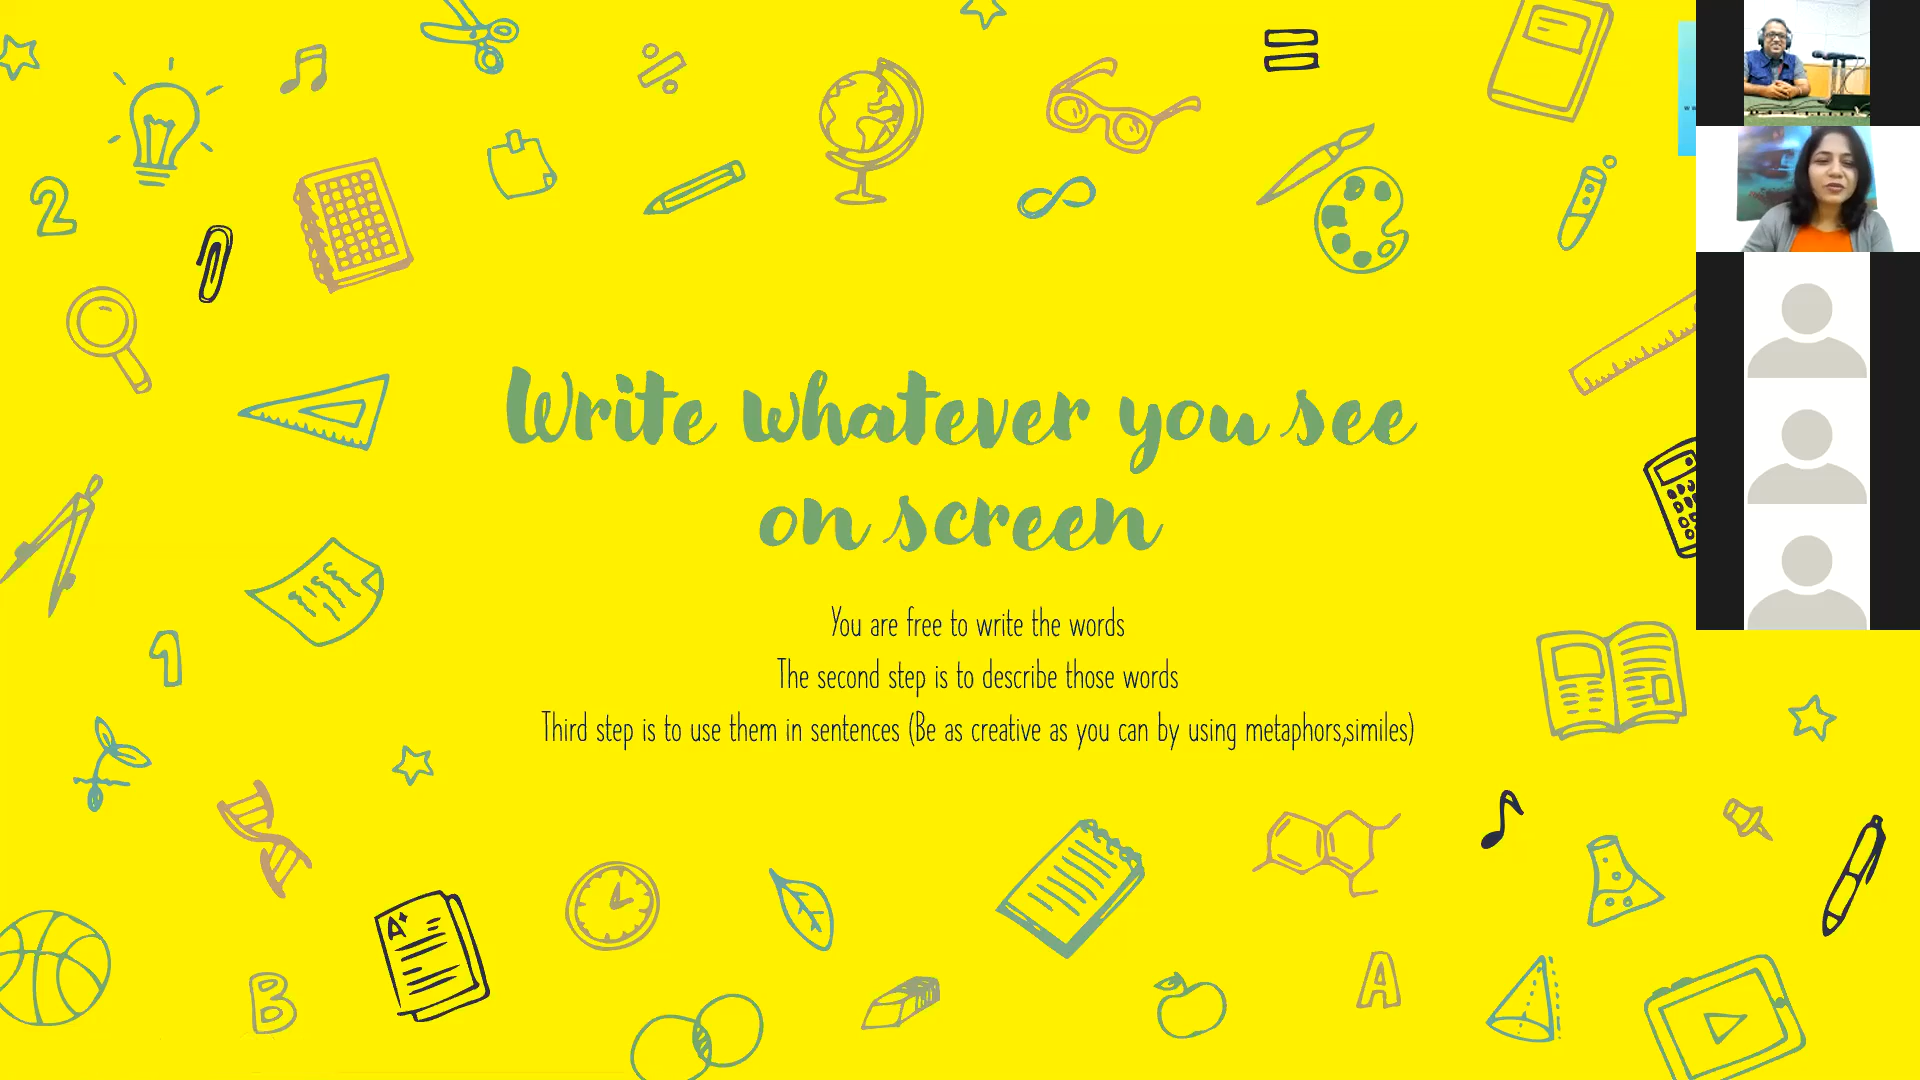 Write whatever you see
on screen
You are free to write the words
The second step is to describe those words
Third step is to use them in sentences (Be as creative as you can by using metaphors,similes)
2
1
A+
B
A
w